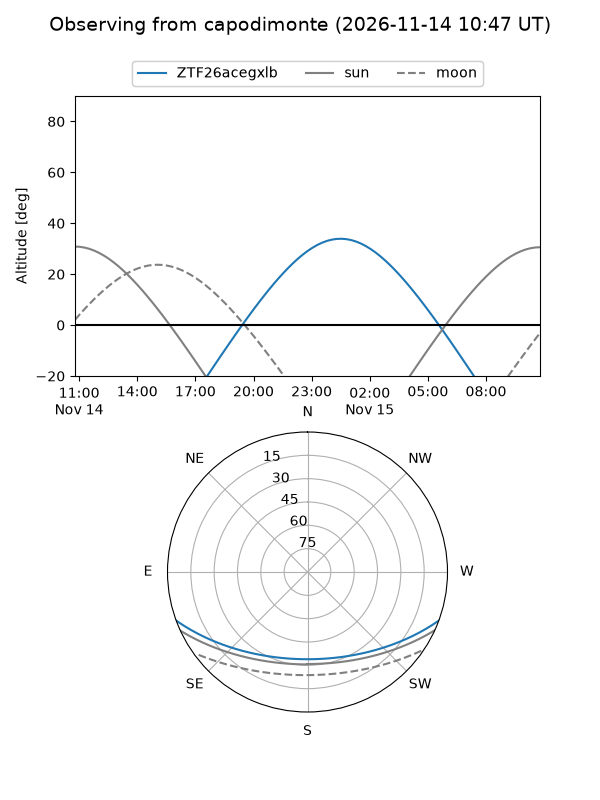 Observing from capodimonte (2026-11-14 10:47 UT)
ZTF26acegxlb sun moon
Altitude [deg]
80
60
40
20
0
−20
11:00 14:00 17:00 20:00 23:00 02:00 05:00 08:00
Nov 14 Nov 15
N
NE NW
15
30
45
60
75
E W
SE SW
S